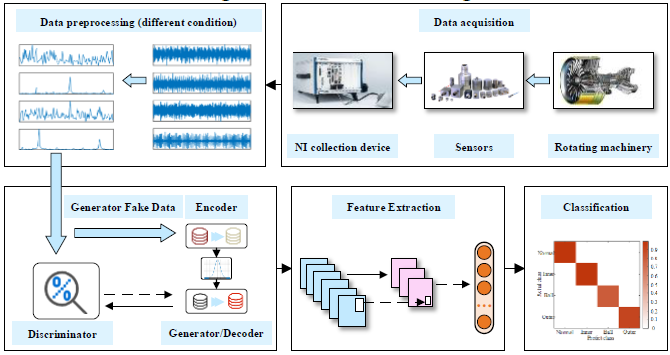 Data preprocessing (different condition)
Data acquisition
NI collection device
Sensors
Rotating machinery
Generator Fake Data
Encoder
Discriminator
Generator/Decoder
Feature Extraction
Classification
Actual class
Normal
Inner
Ball
Outer
Normal
Inner
Ball
Outer
Predict class
0.9
0.8
0.7
0.6
0.5
0.4
0.3
0.2
0.1
0